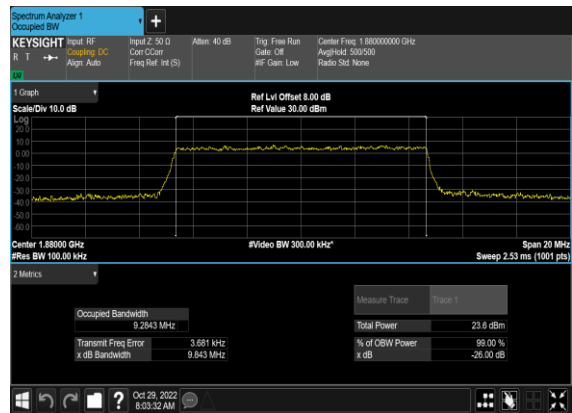 Spectrum Analyzer 1
Occupied BW
+
KEYSIGHT Input: RF Input Z: 50 Ω Atten: 40 dB Trig: Free Run Center Freq: 1.880000000 GHz
R T Coupling: DC Corr CCorr Gate: Off Avg|Hold: 500/500
Align: Auto Freq Ref: Int (S) #IF Gain: Low Radio Std: None
1 Graph Ref Lvl Offset 8.00 dB
Scale/Div 10.0 dB Ref Value 30.00 dBm
Log
20.0
10.0
0.00
-10.0
-20.0
-30.0
-40.0
-50.0
-60.0
Center 1.88000 GHz #Video BW 300.00 kHz* Span 20 MHz
#Res BW 100.00 kHz Sweep 2.53 ms (1001 pts)
2 Metrics
Measure Trace Trace 1
Occupied Bandwidth
9.2843 MHz Total Power 23.6 dBm
Transmit Freq Error 3.681 kHz % of OBW Power 99.00 %
x dB Bandwidth 9.843 MHz x dB -26.00 dB
? Oct 29, 2022
8:03:32 AM